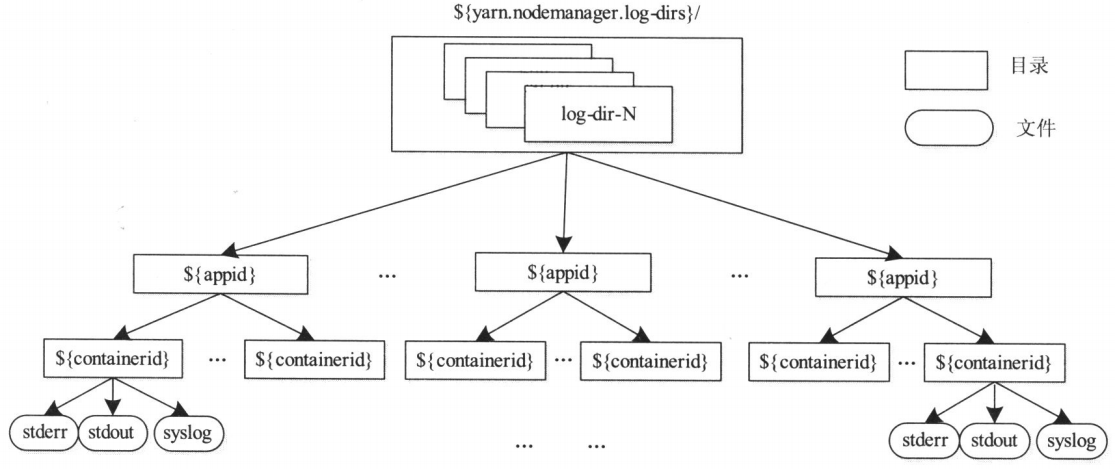 ${yarn.nodemanager.log-dirs}/
log-dir-N
目录
文件
${appid} ... ${appid} ... ${appid}
${containerid} ... ${containerid} ${containerid} ... ${containerid} ${containerid} ... ${containerid}
stderr stdout syslog ... ... stderr stdout syslog